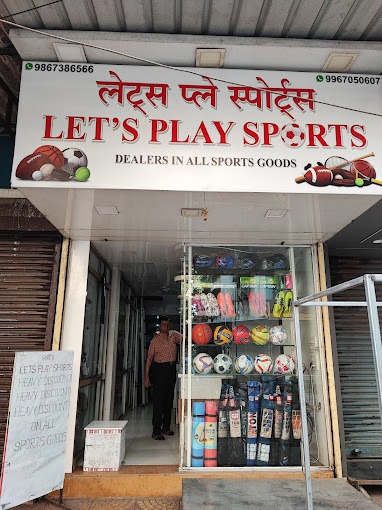 9867386566
9967050607
लेट्स प्ले स्पोर्ट्स
LET'S PLAY SPORTS
DEALERS IN ALL SPORTS GOODS
LETS PLAY SPORTS
HEAVY DISCOUNT
HEAVY DISCOUNT
HEAVY DISCOUNT
ON ALL
SPORTS GOODS